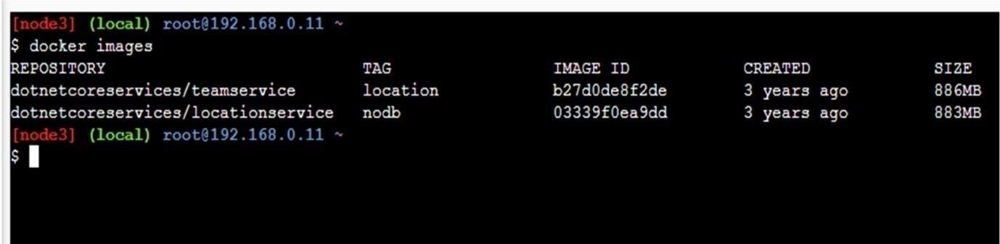 [node3] (local) root@192.168.0.11 ~
$ docker images
REPOSITORY TAG IMAGE ID CREATED SIZE
dotnetcoreservices/teamservice location b27d0de8f2de 3 years ago 886MB
dotnetcoreservices/locationservice nodb 03339f0ea9dd 3 years ago 883MB
[node3] (local) root@192.168.0.11 ~
$